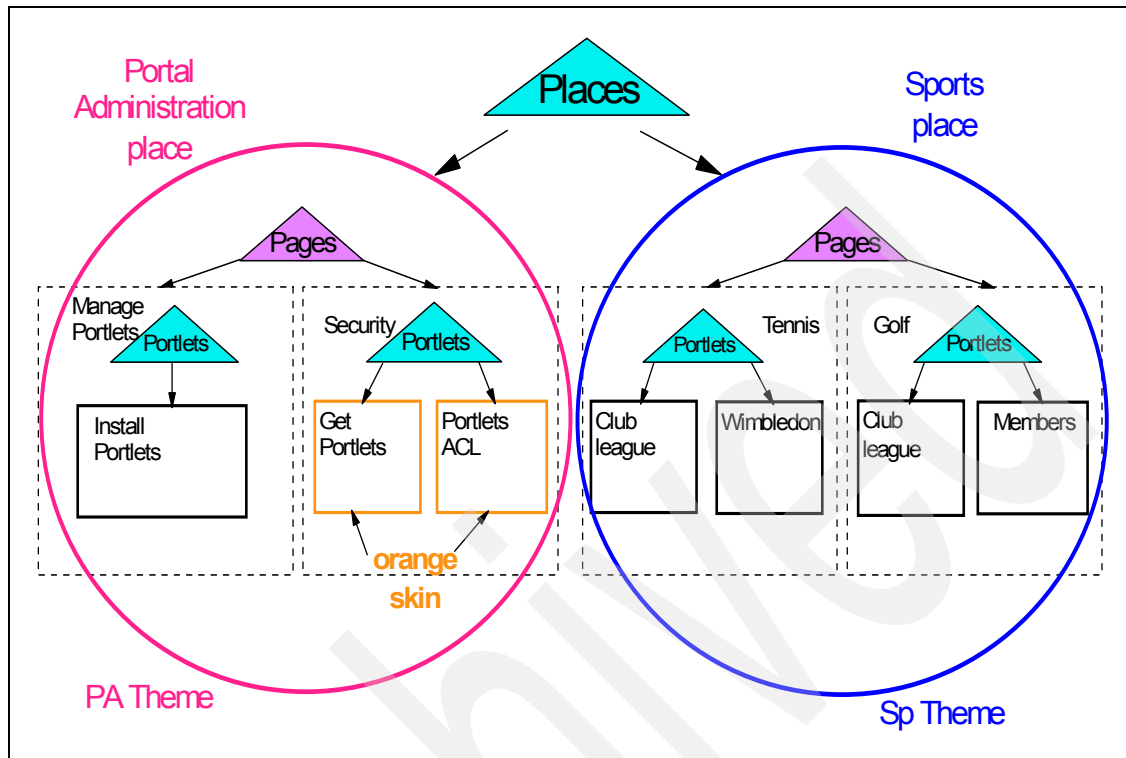 Places
Portal
Administration
place
Sports
place
Pages
Pages
Manage
Portlets
Portlets
Security
Portlets
Portlets
Tennis
Golf
Portlets
Install
Portlets
Get
Portlets
Portlets
ACL
Club
league
Wimbledon
Club
league
Members
orange
skin
PA Theme
Sp Theme
hived